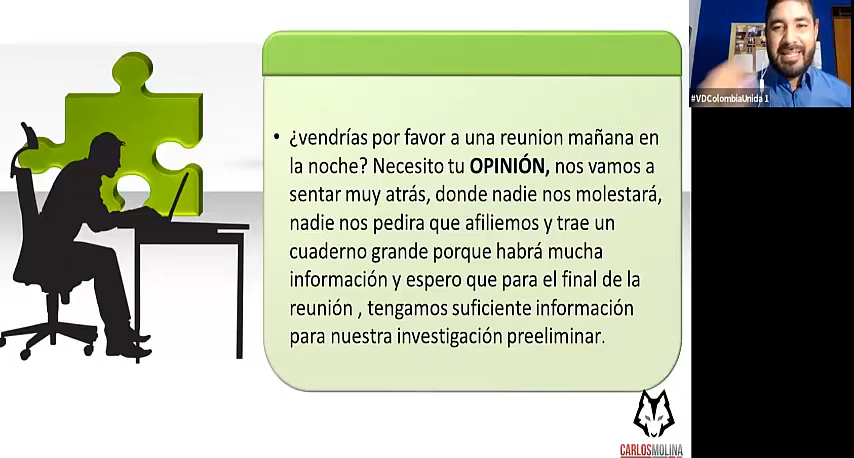 #VDColombiaUnida 1
¿vendrías por favor a una reunion mañana en
la noche? Necesito tu OPINIÓN, nos vamos a
sentar muy atrás, donde nadie nos molestará,
nadie nos pedira que afiliemos y trae un
cuaderno grande porque habrá mucha
información y espero que para el final de la
reunión , tengamos suficiente información
para nuestra investigación preeliminar.
CARLOSMOLINA